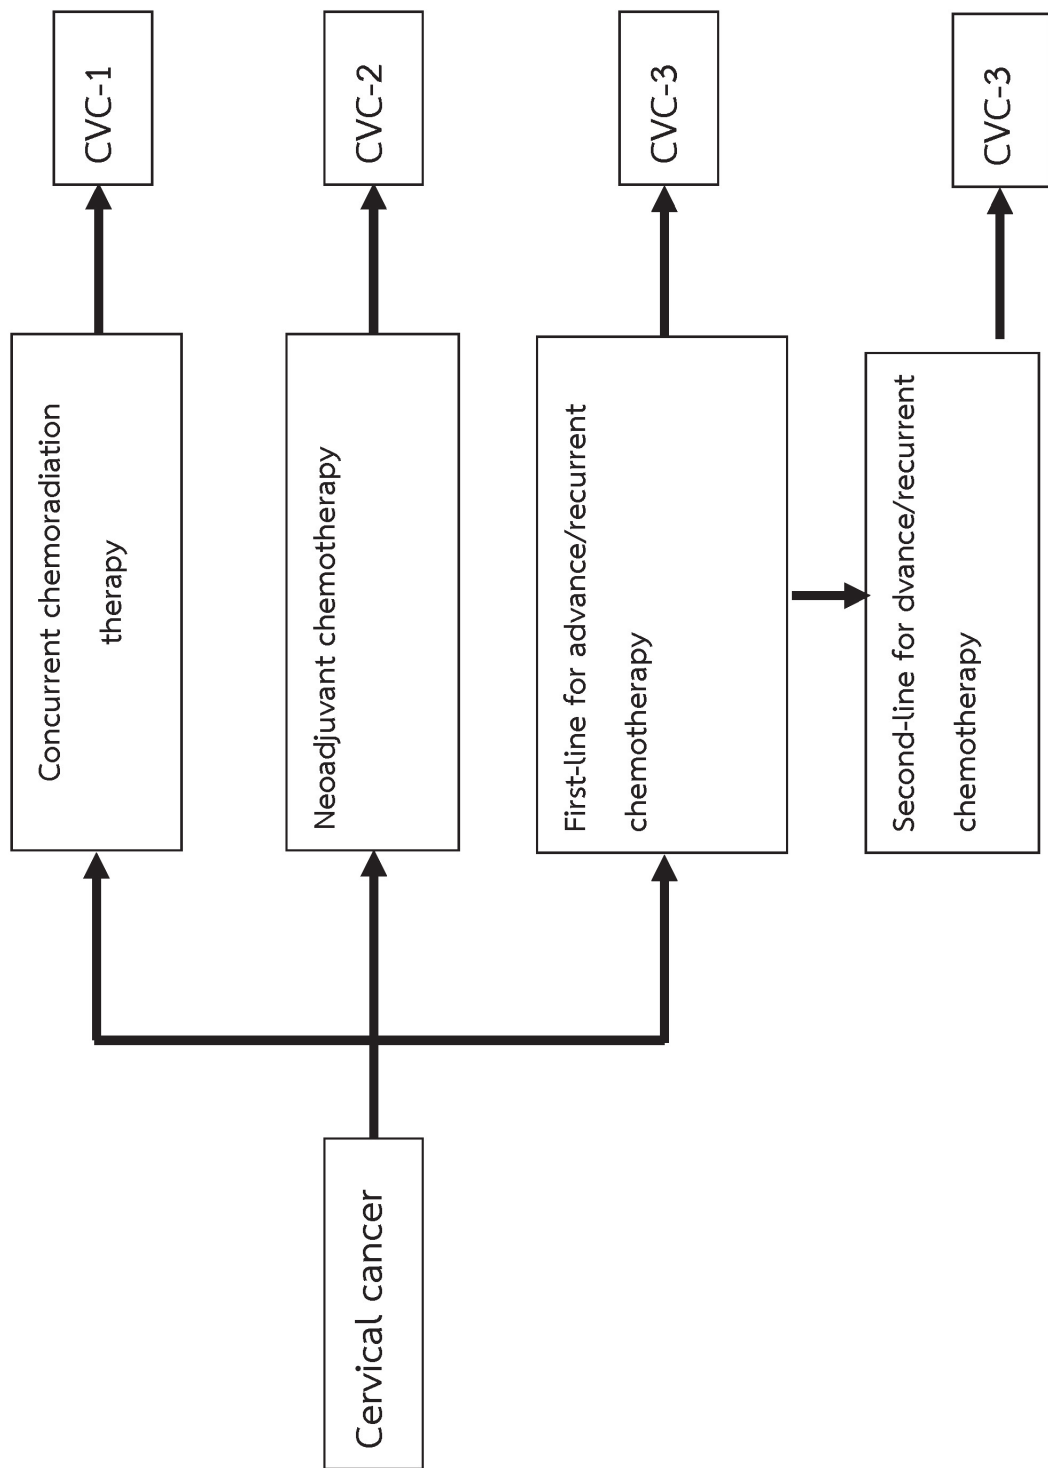 Cervical cancer
Concurrent chemoradiation
therapy
CVC-1
Neoadjuvant chemotherapy
CVC-2
First-line for advance/recurrent
chemotherapy
CVC-3
Second-line for dvance/recurrent
chemotherapy
CVC-3